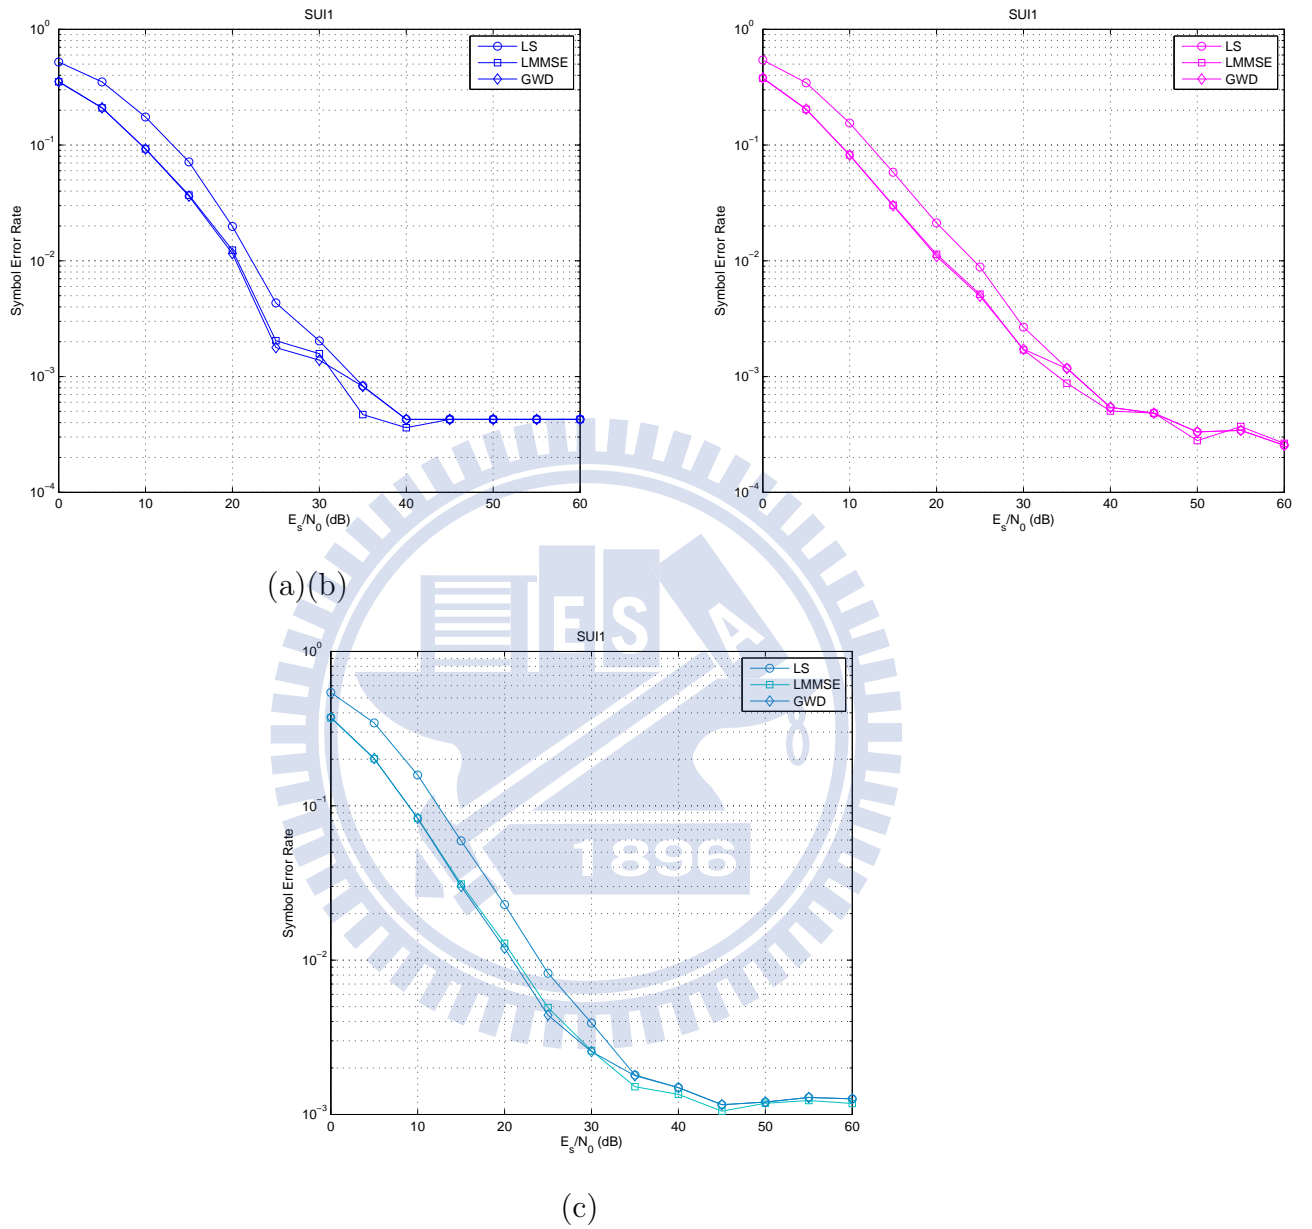 SUI1
10^0
10^-1
10^-2
10^-3
10^-4
Symbol Error Rate
LS
LMMSE
GWD
0 10 20 30 40 50 60
E_s/N_0 (dB)
SUI1
10^0
10^-1
10^-2
10^-3
10^-4
Symbol Error Rate
LS
LMMSE
GWD
0 10 20 30 40 50 60
E_s/N_0 (dB)
(a)(b)
SUI1
10^0
10^-1
10^-2
10^-3
Symbol Error Rate
LS
LMMSE
GWD
0 10 20 30 40 50 60
E_s/N_0 (dB)
(c)
E S A
1896